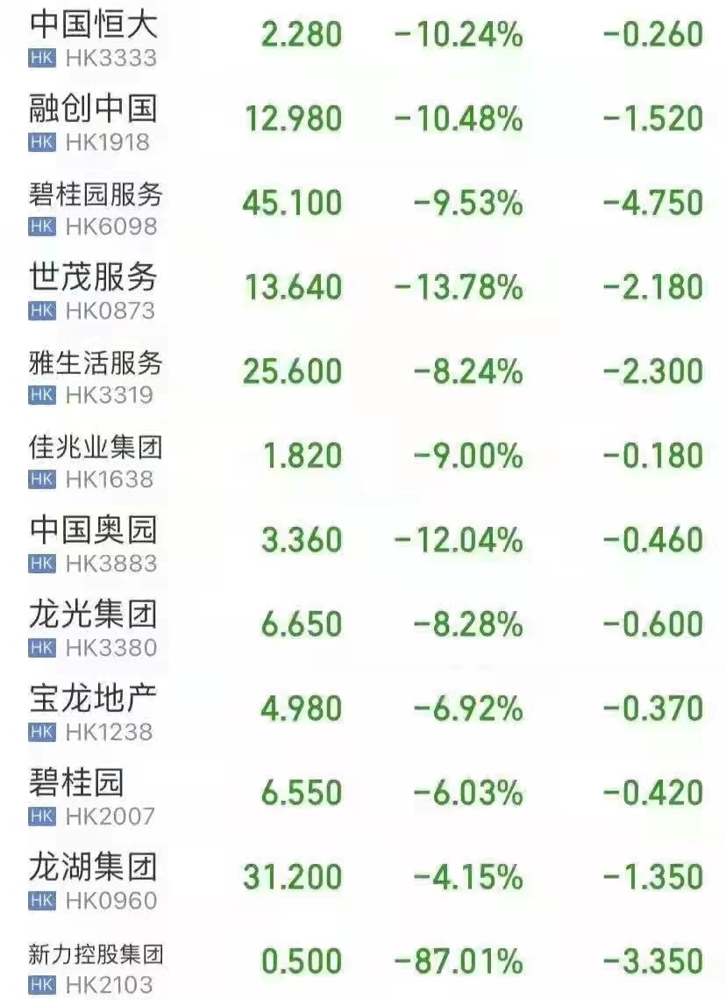 中国恒大 2.280 -10.24% -0.260
HK HK3333
融创中国 12.980 -10.48% -1.520
HK HK1918
碧桂园服务 45.100 -9.53% -4.750
HK HK6098
世茂服务 13.640 -13.78% -2.180
HK HK0873
雅生活服务 25.600 -8.24% -2.300
HK HK3319
佳兆业集团 1.820 -9.00% -0.180
HK HK1638
中国奥园 3.360 -12.04% -0.460
HK HK3883
龙光集团 6.650 -8.28% -0.600
HK HK3380
宝龙地产 4.980 -6.92% -0.370
HK HK1238
碧桂园 6.550 -6.03% -0.420
HK HK2007
龙湖集团 31.200 -4.15% -1.350
HK HK0960
新力控股集团 0.500 -87.01% -3.350
HK HK2103